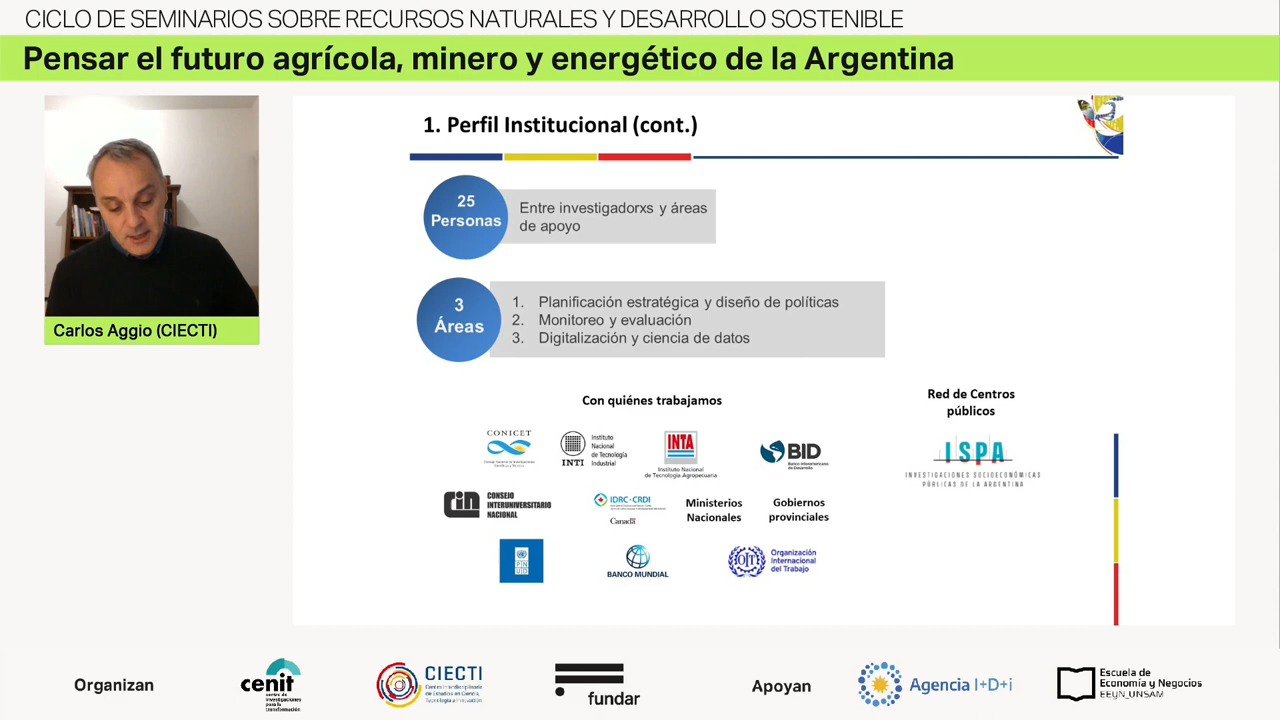 CICLO DE SEMINARIOS SOBRE RECURSOS NATURALES Y DESARROLLO SOSTENIBLE
Pensar el futuro agrícola, minero y energético de la Argentina
Carlos Aggio (CIECTI)
1. Perfil Institucional (cont.)
25
Personas
Entre investigadorxs y áreas
de apoyo
3
Áreas
1. Planificación estratégica y diseño de políticas
2. Monitoreo y evaluación
3. Digitalización y ciencia de datos
Con quiénes trabajamos
Red de Centros
públicos
CONICET
INTI
Instituto
Nacional
de Tecnología
Industrial
INTA
Instituto Nacional
de Tecnología Agropecuaria
BID
Banco Interamericano
de Desarrollo
ISPA
INVESTIGACIONES SOCIOECONÓMICAS
PÚBLICAS DE LA ARGENTINA
cin
CONSEJO
INTERUNIVERSITARIO
NACIONAL
IDRC · CRDI
Canada
Ministerios
Nacionales
Gobiernos
provinciales
PN
UD
BANCO MUNDIAL
OIT
Organización
Internacional
del Trabajo
Organizan
cenit
centro de
investigaciones
para la
transformación
CIECTI
Centro Interdisciplinario
de Estudios en Ciencia,
Tecnología e Innovación
fundar
Apoyan
Agencia I+D+i
Escuela de
Economía y Negocios
EEYN_UNSAM